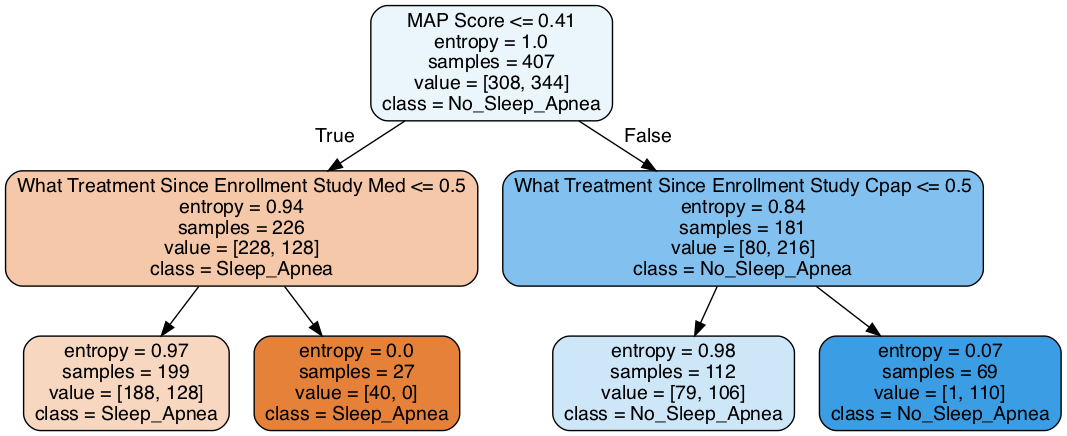 MAP Score <= 0.41
entropy = 1.0
samples = 407
value = [308, 344]
class = No_Sleep_Apnea
True
False
What Treatment Since Enrollment Study Med <= 0.5
entropy = 0.94
samples = 226
value = [228, 128]
class = Sleep_Apnea
What Treatment Since Enrollment Study Cpap <= 0.5
entropy = 0.84
samples = 181
value = [80, 216]
class = No_Sleep_Apnea
entropy = 0.97
samples = 199
value = [188, 128]
class = Sleep_Apnea
entropy = 0.0
samples = 27
value = [40, 0]
class = Sleep_Apnea
entropy = 0.98
samples = 112
value = [79, 106]
class = No_Sleep_Apnea
entropy = 0.07
samples = 69
value = [1, 110]
class = No_Sleep_Apnea